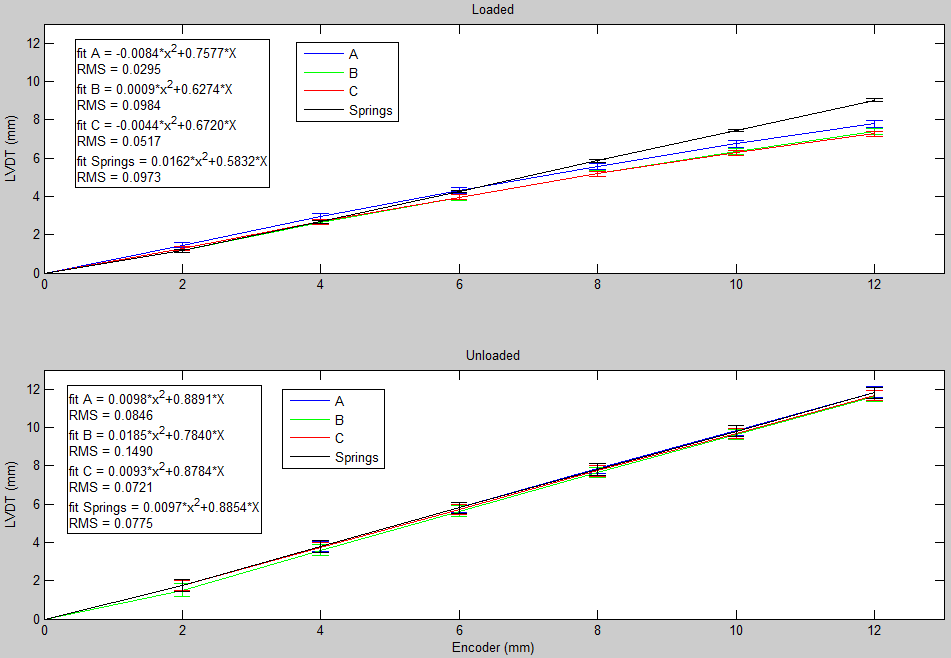 Loaded
LVDT (mm)
12
10
8
6
4
2
0
fit A = -0.0084*x²+0.7577*X
RMS = 0.0295
fit B = 0.0009*x²+0.6274*X
RMS = 0.0984
fit C = -0.0044*x²+0.6720*X
RMS = 0.0517
fit Springs = 0.0162*x²+0.5832*X
RMS = 0.0973
A
B
C
Springs
0 2 4 6 8 10 12
Unloaded
LVDT (mm)
12
10
8
6
4
2
0
fit A = 0.0098*x²+0.8891*X
RMS = 0.0846
fit B = 0.0185*x²+0.7840*X
RMS = 0.1490
fit C = 0.0093*x²+0.8784*X
RMS = 0.0721
fit Springs = 0.0097*x²+0.8854*X
RMS = 0.0775
A
B
C
Springs
0 2 4 6 8 10 12
Encoder (mm)